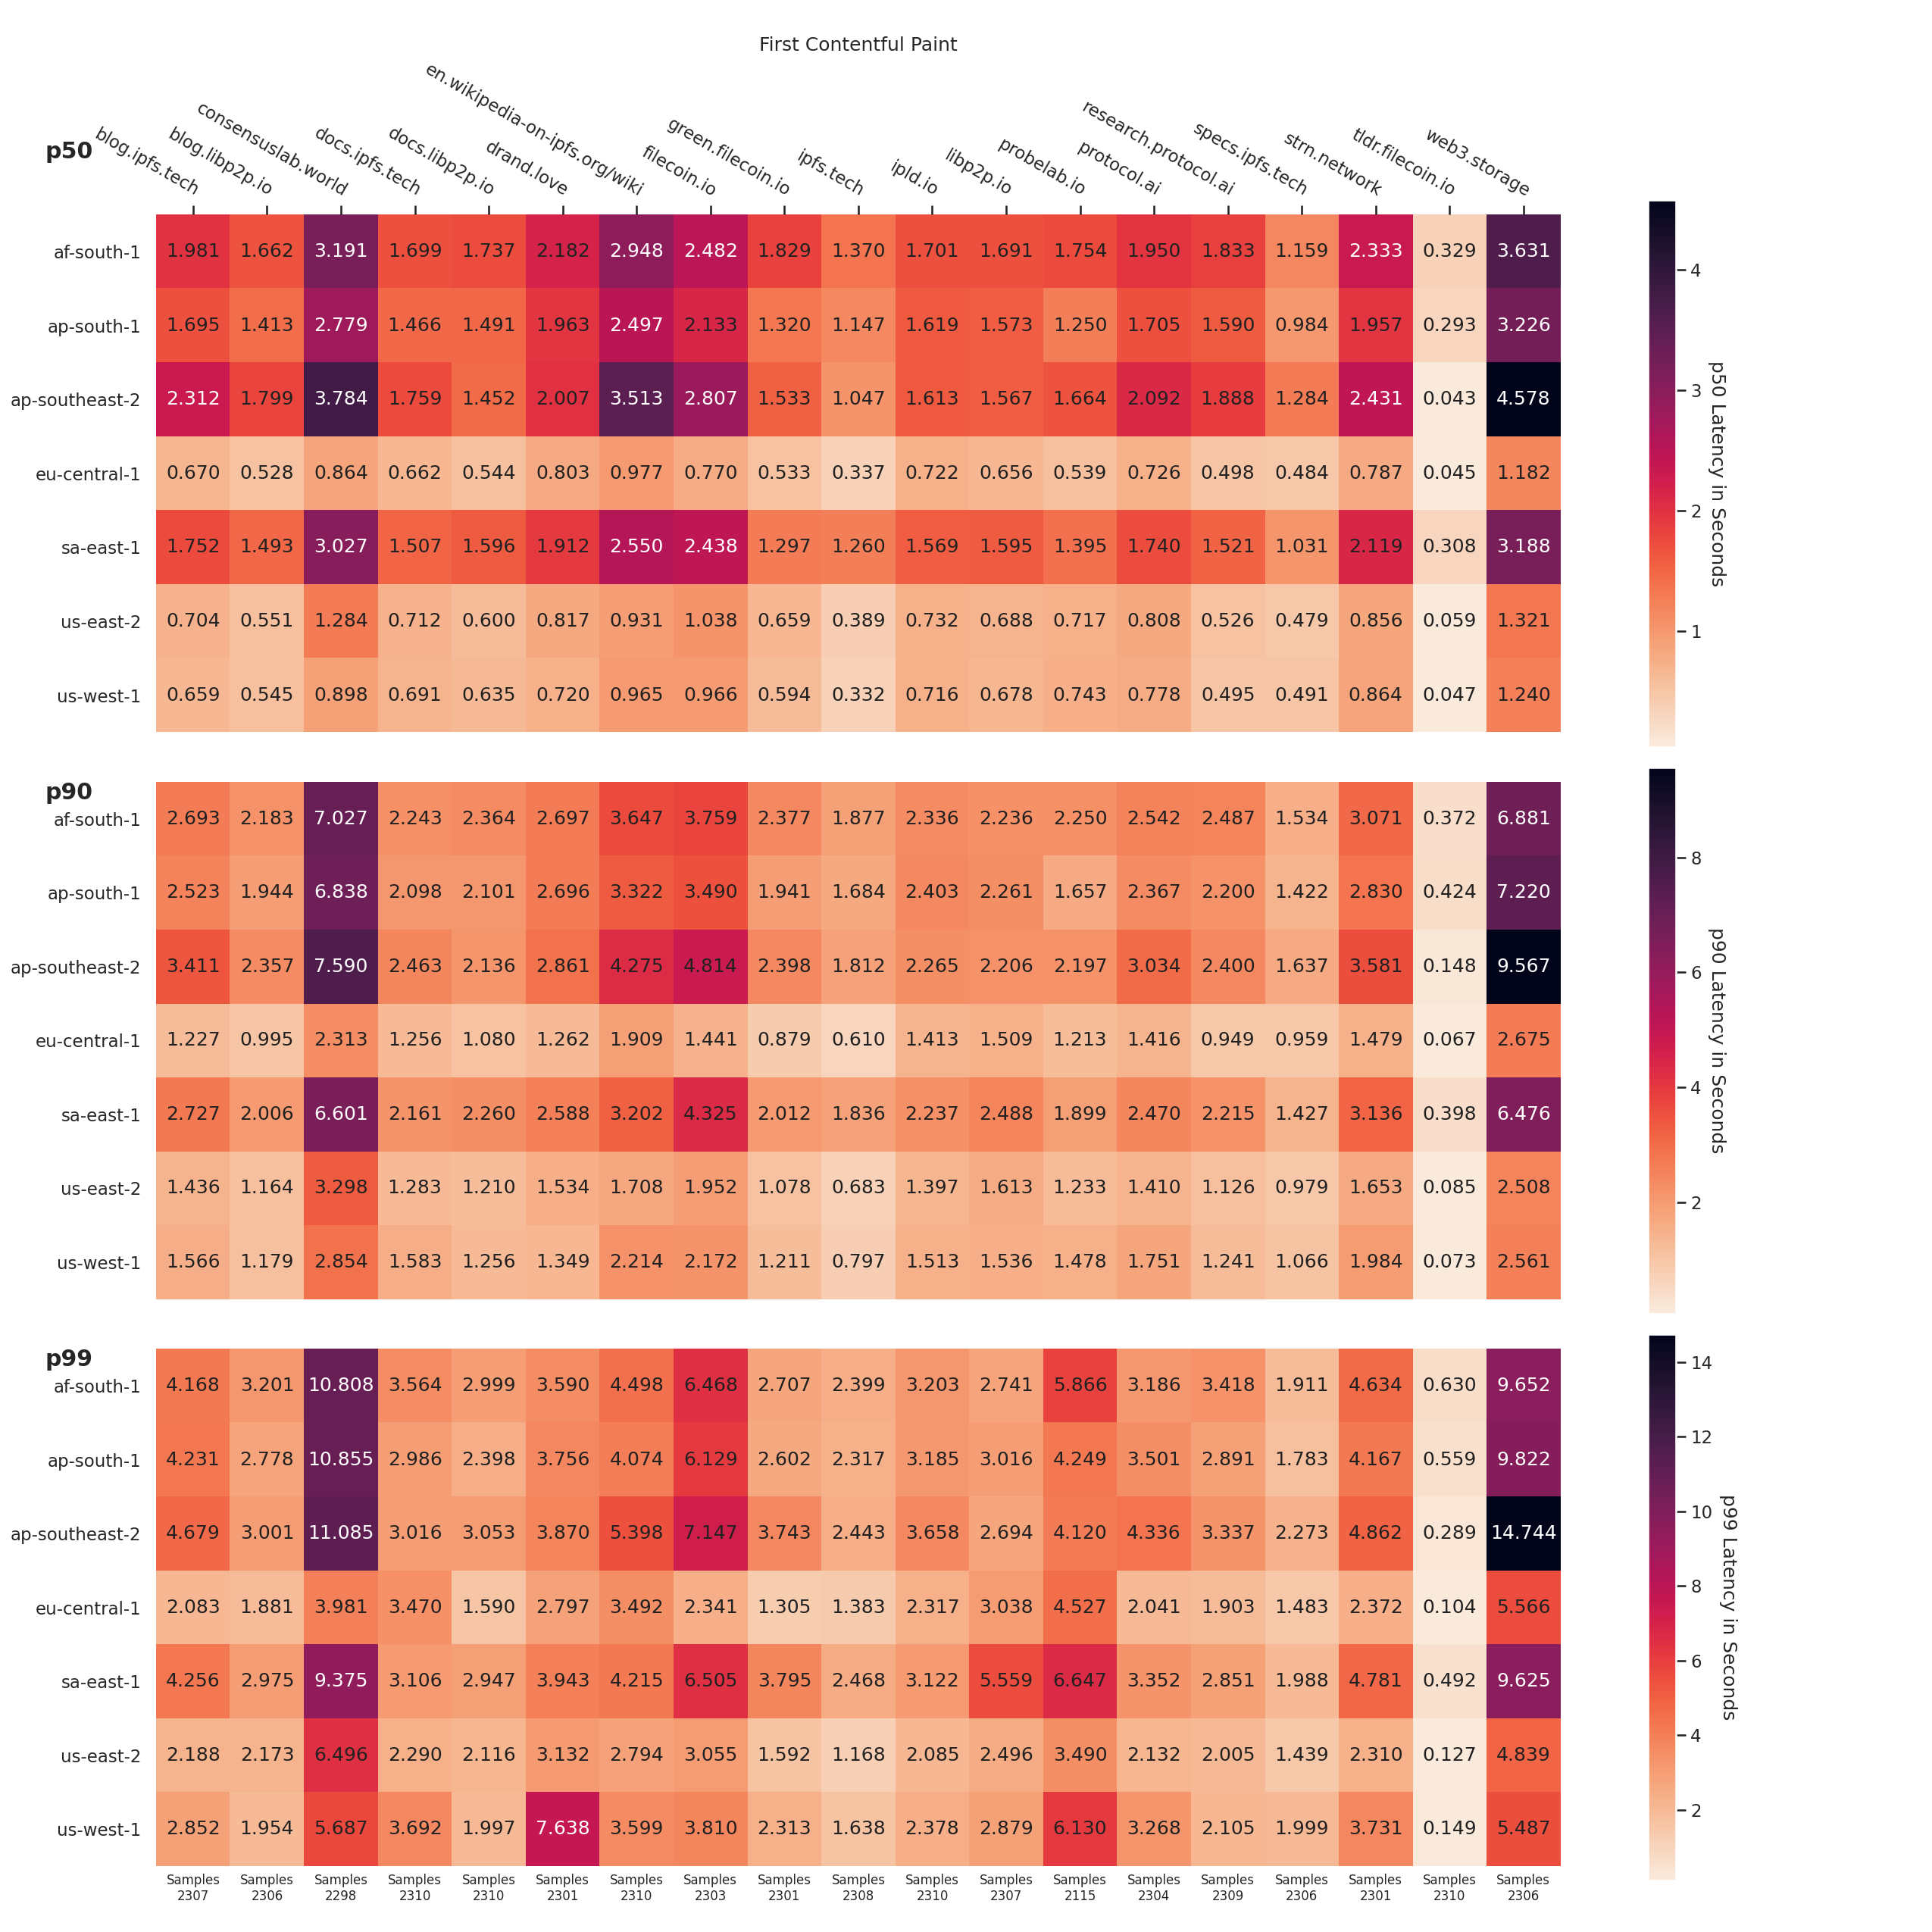 First Contentful Paint
p50
blog.ipfs.tech
blog.libp2p.io
consensuslab.world
docs.ipfs.tech
docs.libp2p.io
drand.love
en.wikipedia-on-ipfs.org/wiki
filecoin.io
green.filecoin.io
ipfs.tech
ipld.io
libp2p.io
probelab.io
protocol.ai
research.protocol.ai
specs.ipfs.tech
strn.network
tldr.filecoin.io
web3.storage
af-south-1 1.981 1.662 3.191 1.699 1.737 2.182 2.948 2.482 1.829 1.370 1.701 1.691 1.754 1.950 1.833 1.159 2.333 0.329 3.631
ap-south-1 1.695 1.413 2.779 1.466 1.491 1.963 2.497 2.133 1.320 1.147 1.619 1.573 1.250 1.705 1.590 0.984 1.957 0.293 3.226
ap-southeast-2 2.312 1.799 3.784 1.759 1.452 2.007 3.513 2.807 1.533 1.047 1.613 1.567 1.664 2.092 1.888 1.284 2.431 0.043 4.578
eu-central-1 0.670 0.528 0.864 0.662 0.544 0.803 0.977 0.770 0.533 0.337 0.722 0.656 0.539 0.726 0.498 0.484 0.787 0.045 1.182
sa-east-1 1.752 1.493 3.027 1.507 1.596 1.912 2.550 2.438 1.297 1.260 1.569 1.595 1.395 1.740 1.521 1.031 2.119 0.308 3.188
us-east-2 0.704 0.551 1.284 0.712 0.600 0.817 0.931 1.038 0.659 0.389 0.732 0.688 0.717 0.808 0.526 0.479 0.856 0.059 1.321
us-west-1 0.659 0.545 0.898 0.691 0.635 0.720 0.965 0.966 0.594 0.332 0.716 0.678 0.743 0.778 0.495 0.491 0.864 0.047 1.240
4
3
2
1
p50 Latency in Seconds
p90
af-south-1 2.693 2.183 7.027 2.243 2.364 2.697 3.647 3.759 2.377 1.877 2.336 2.236 2.250 2.542 2.487 1.534 3.071 0.372 6.881
ap-south-1 2.523 1.944 6.838 2.098 2.101 2.696 3.322 3.490 1.941 1.684 2.403 2.261 1.657 2.367 2.200 1.422 2.830 0.424 7.220
ap-southeast-2 3.411 2.357 7.590 2.463 2.136 2.861 4.275 4.814 2.398 1.812 2.265 2.206 2.197 3.034 2.400 1.637 3.581 0.148 9.567
eu-central-1 1.227 0.995 2.313 1.256 1.080 1.262 1.909 1.441 0.879 0.610 1.413 1.509 1.213 1.416 0.949 0.959 1.479 0.067 2.675
sa-east-1 2.727 2.006 6.601 2.161 2.260 2.588 3.202 4.325 2.012 1.836 2.237 2.488 1.899 2.470 2.215 1.427 3.136 0.398 6.476
us-east-2 1.436 1.164 3.298 1.283 1.210 1.534 1.708 1.952 1.078 0.683 1.397 1.613 1.233 1.410 1.126 0.979 1.653 0.085 2.508
us-west-1 1.566 1.179 2.854 1.583 1.256 1.349 2.214 2.172 1.211 0.797 1.513 1.536 1.478 1.751 1.241 1.066 1.984 0.073 2.561
8
6
4
2
p90 Latency in Seconds
p99
af-south-1 4.168 3.201 10.808 3.564 2.999 3.590 4.498 6.468 2.707 2.399 3.203 2.741 5.866 3.186 3.418 1.911 4.634 0.630 9.652
ap-south-1 4.231 2.778 10.855 2.986 2.398 3.756 4.074 6.129 2.602 2.317 3.185 3.016 4.249 3.501 2.891 1.783 4.167 0.559 9.822
ap-southeast-2 4.679 3.001 11.085 3.016 3.053 3.870 5.398 7.147 3.743 2.443 3.658 2.694 4.120 4.336 3.337 2.273 4.862 0.289 14.744
eu-central-1 2.083 1.881 3.981 3.470 1.590 2.797 3.492 2.341 1.305 1.383 2.317 3.038 4.527 2.041 1.903 1.483 2.372 0.104 5.566
sa-east-1 4.256 2.975 9.375 3.106 2.947 3.943 4.215 6.505 3.795 2.468 3.122 5.559 6.647 3.352 2.851 1.988 4.781 0.492 9.625
us-east-2 2.188 2.173 6.496 2.290 2.116 3.132 2.794 3.055 1.592 1.168 2.085 2.496 3.490 2.132 2.005 1.439 2.310 0.127 4.839
us-west-1 2.852 1.954 5.687 3.692 1.997 7.638 3.599 3.810 2.313 1.638 2.378 2.879 6.130 3.268 2.105 1.999 3.731 0.149 5.487
14
12
10
8
6
4
2
p99 Latency in Seconds
Samples Samples Samples Samples Samples Samples Samples Samples Samples Samples Samples Samples Samples Samples Samples Samples Samples Samples Samples
2307 2306 2298 2310 2310 2301 2310 2303 2301 2308 2310 2307 2115 2304 2309 2306 2301 2310 2306